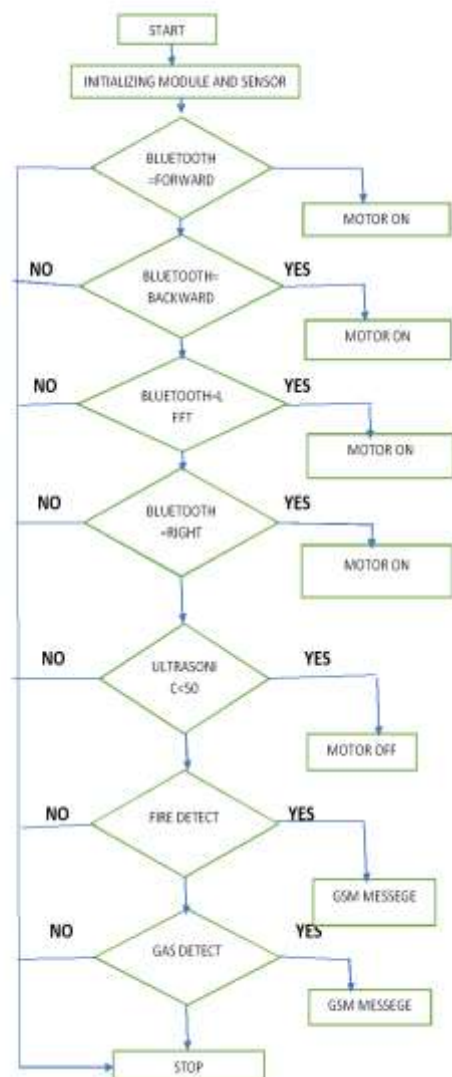 START
INITIALIZING MODULE AND SENSOR
BLUETOOTH
=FORWARD
MOTOR ON
NO
BLUETOOTH=
BACKWARD
YES
MOTOR ON
NO
BLUETOOTH=L
EFT
YES
MOTOR ON
NO
BLUETOOTH
=RIGHT
YES
MOTOR ON
NO
ULTRASONI
C<50
YES
MOTOR OFF
NO
FIRE DETECT
YES
GSM MESSEGE
NO
GAS DETECT
YES
GSM MESSEGE
STOP